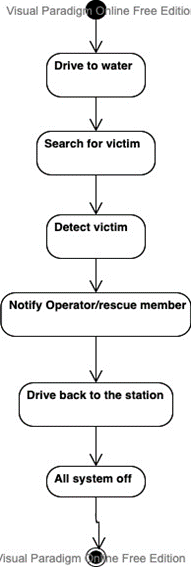 Visual Paradigm Online Free Edition
Drive to water
Search for victim
Detect victim
Notify Operator/rescue member
Drive back to the station
All system off
Visual Paradigm Online Free Edition